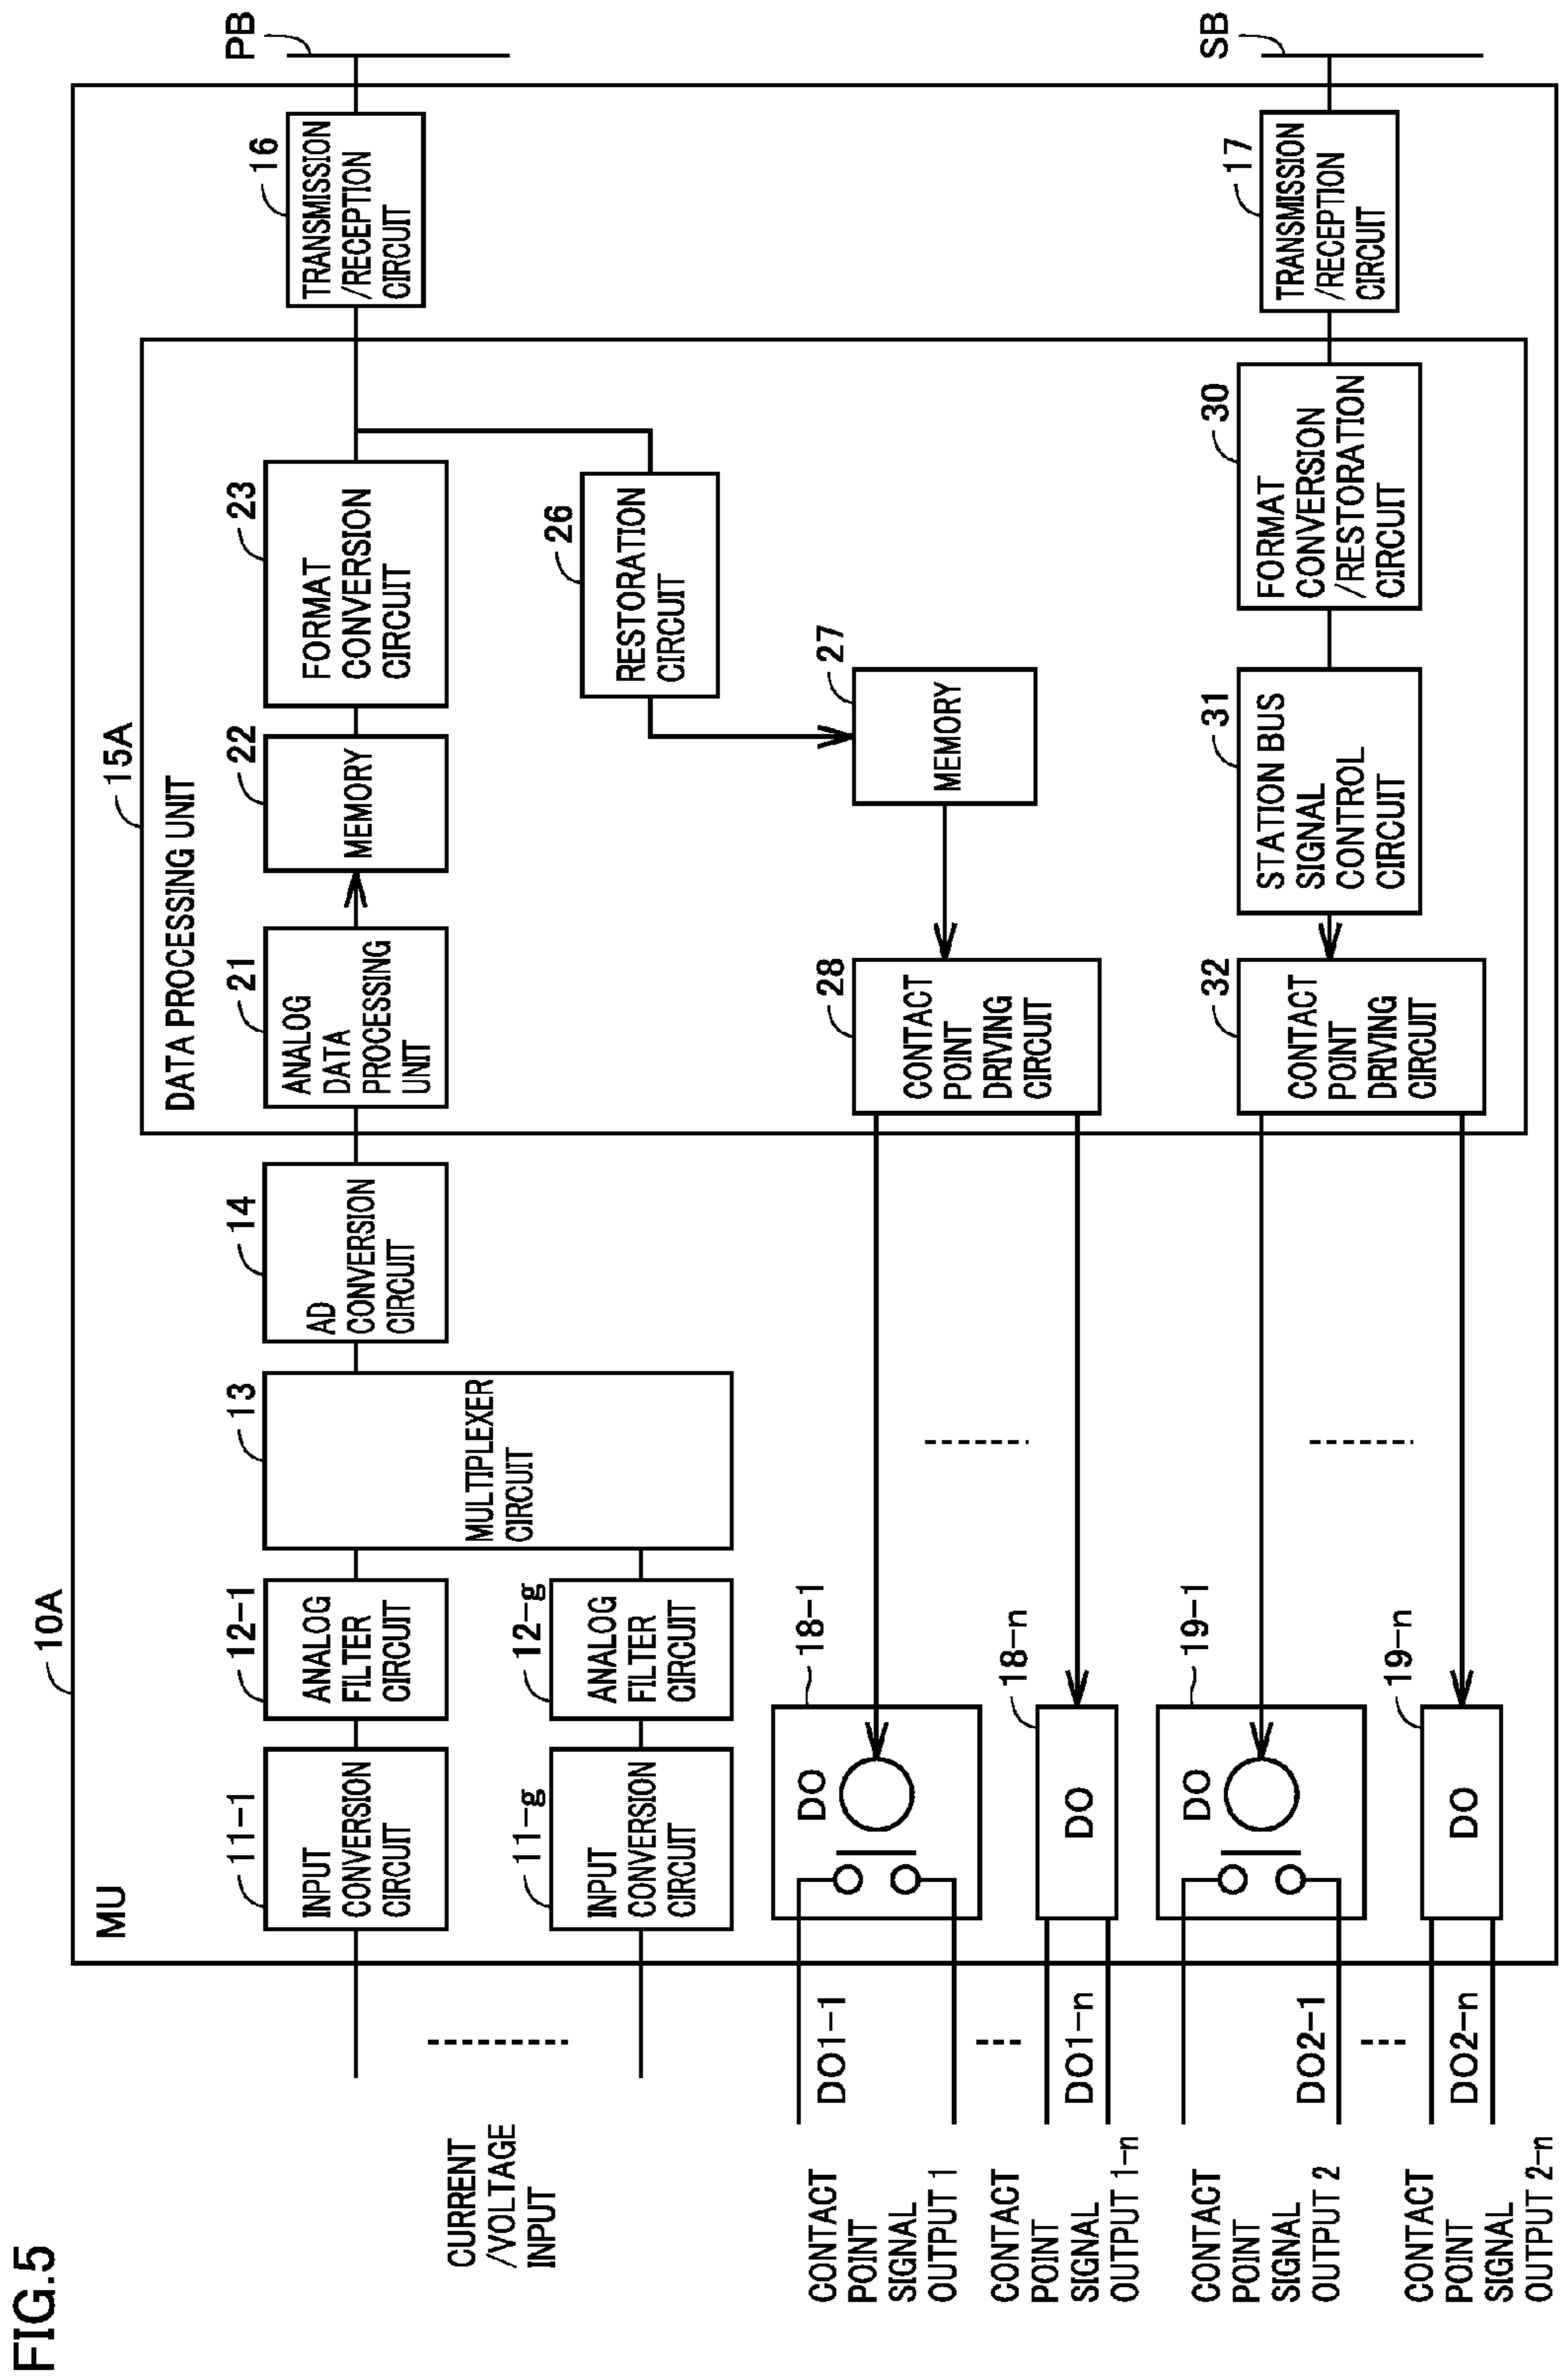 FIG.5
10A
MU
15A
DATA PROCESSING UNIT
CURRENT
/VOLTAGE
INPUT
11-1
INPUT
CONVERSION
CIRCUIT
12-1
ANALOG
FILTER
CIRCUIT
11-g
INPUT
CONVERSION
CIRCUIT
12-g
ANALOG
FILTER
CIRCUIT
13
MULTIPLEXER
CIRCUIT
14
AD
CONVERSION
CIRCUIT
21
ANALOG
DATA
PROCESSING
UNIT
22
MEMORY
23
FORMAT
CONVERSION
CIRCUIT
16
TRANSMISSION
/RECEPTION
CIRCUIT
PB
26
RESTORATION
CIRCUIT
27
MEMORY
28
CONTACT
POINT
DRIVING
CIRCUIT
CONTACT
POINT
SIGNAL
OUTPUT 1
DO1-1
DO
18-1
CONTACT
POINT
SIGNAL
OUTPUT 1-n
DO1-n
DO
18-n
CONTACT
POINT
SIGNAL
OUTPUT 2
DO2-1
DO
19-1
CONTACT
POINT
SIGNAL
OUTPUT 2-n
DO2-n
DO
19-n
32
CONTACT
POINT
DRIVING
CIRCUIT
31
STATION BUS
SIGNAL
CONTROL
CIRCUIT
30
FORMAT
CONVERSION
/RESTORATION
CIRCUIT
17
TRANSMISSION
/RECEPTION
CIRCUIT
SB